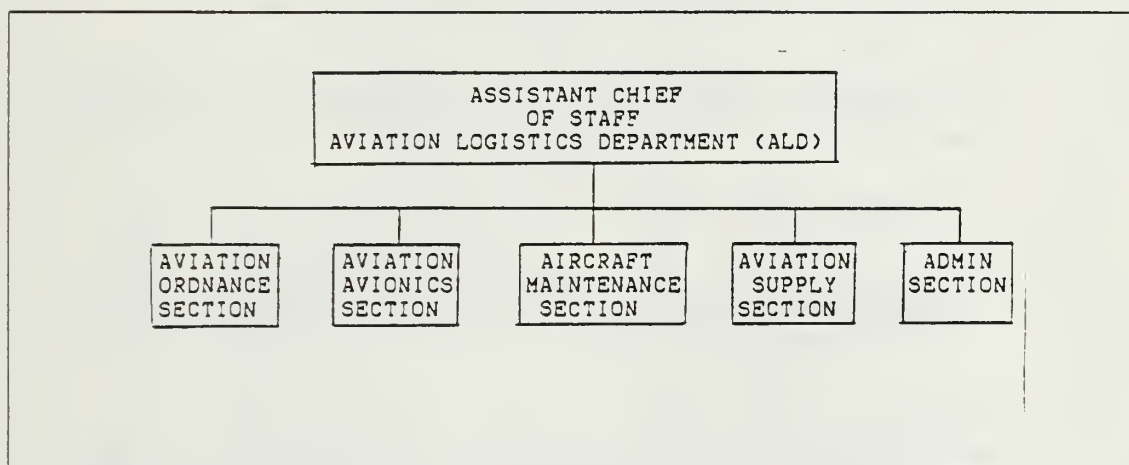 ASSISTANT CHIEF
OF STAFF
AVIATION LOGISTICS DEPARTMENT (ALD)
AVIATION
ORDNANCE
SECTION
AVIATION
AVIONICS
SECTION
AIRCRAFT
MAINTENANCE
SECTION
AVIATION
SUPPLY
SECTION
ADMIN
SECTION